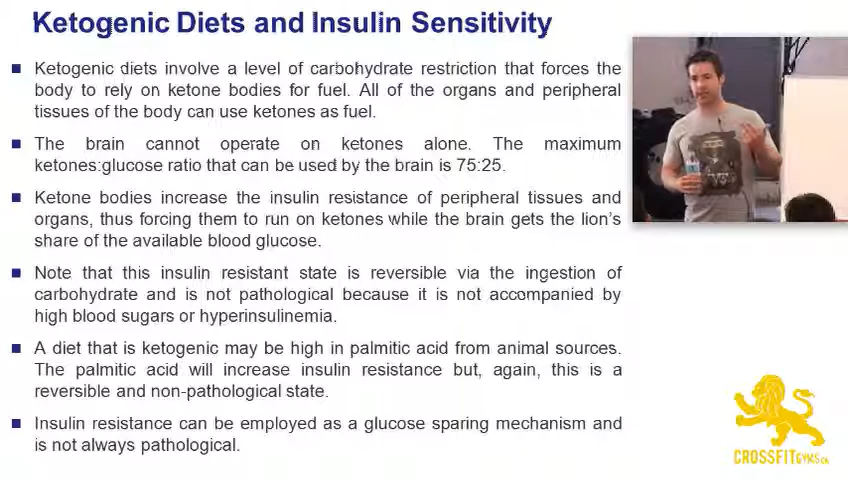 Ketogenic Diets and Insulin Sensitivity
Ketogenic diets involve a level of carbohydrate restriction that forces the
body to rely on ketone bodies for fuel. All of the organs and peripheral
tissues of the body can use ketones as fuel.
The brain cannot operate on ketones alone. The maximum
ketones:glucose ratio that can be used by the brain is 75:25.
Ketone bodies increase the insulin resistance of peripheral tissues and
organs, thus forcing them to run on ketones while the brain gets the lion's
share of the available blood glucose.
Note that this insulin resistant state is reversible via the ingestion of
carbohydrate and is not pathological because it is not accompanied by
high blood sugars or hyperinsulinemia.
A diet that is ketogenic may be high in palmitic acid from animal sources.
The palmitic acid will increase insulin resistance but, again, this is a
reversible and non-pathological state.
Insulin resistance can be employed as a glucose sparing mechanism and
is not always pathological.
CROSSFITGYMS.CA